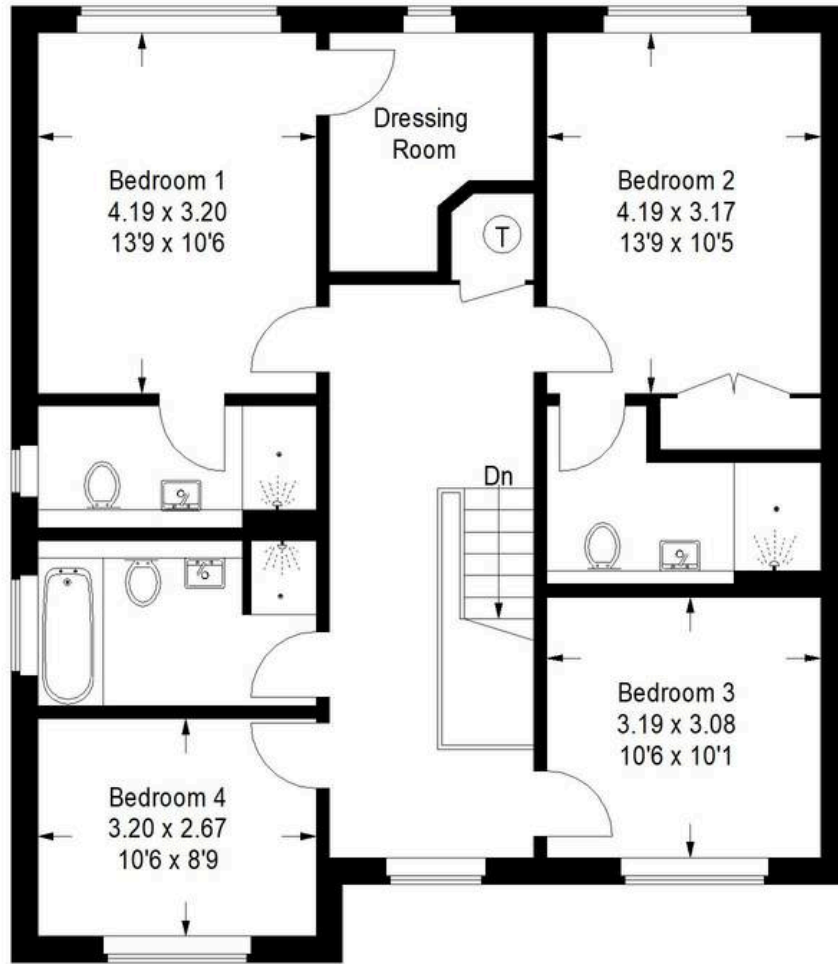 Bedroom 1
4.19 x 3.20
13'9 x 10'6
Dressing
Room
Bedroom 2
4.19 x 3.17
13'9 x 10'5
T
Dn
Bedroom 3
3.19 x 3.08
10'6 x 10'1
Bedroom 4
3.20 x 2.67
10'6 x 8'9